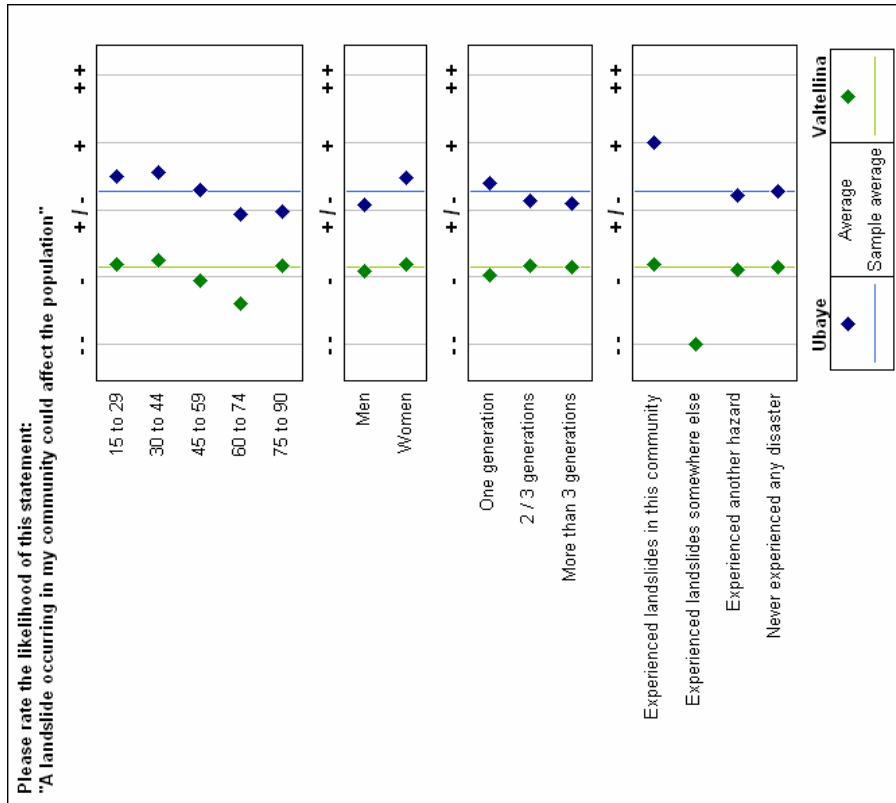 Please rate the likelihood of this statement:
"A landslide occurring in my community could affect the population"
- - - + / - + + +
15 to 29
30 to 44
45 to 59
60 to 74
75 to 90
- - - + / - + + +
Men
Women
- - - + / - + + +
One generation
2 / 3 generations
More than 3 generations
- - - + / - + + +
Experienced landslides in this community
Experienced landslides somewhere else
Experienced another hazard
Never experienced any disaster
Ubaye Valtellina
Average
Sample average